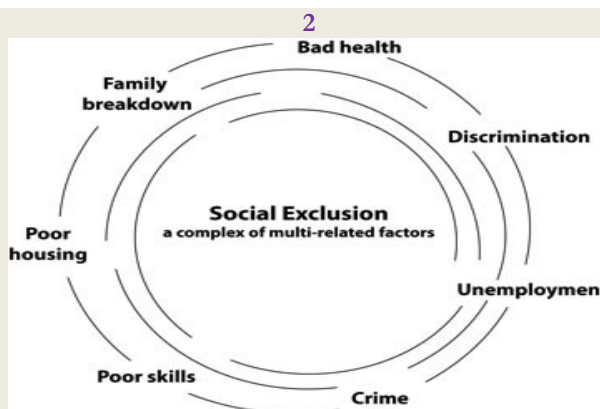 2
Bad health
Family
breakdown
Discrimination
Social Exclusion
a complex of multi-related factors
Poor
housing
Unemploymen
Poor skills
Crime